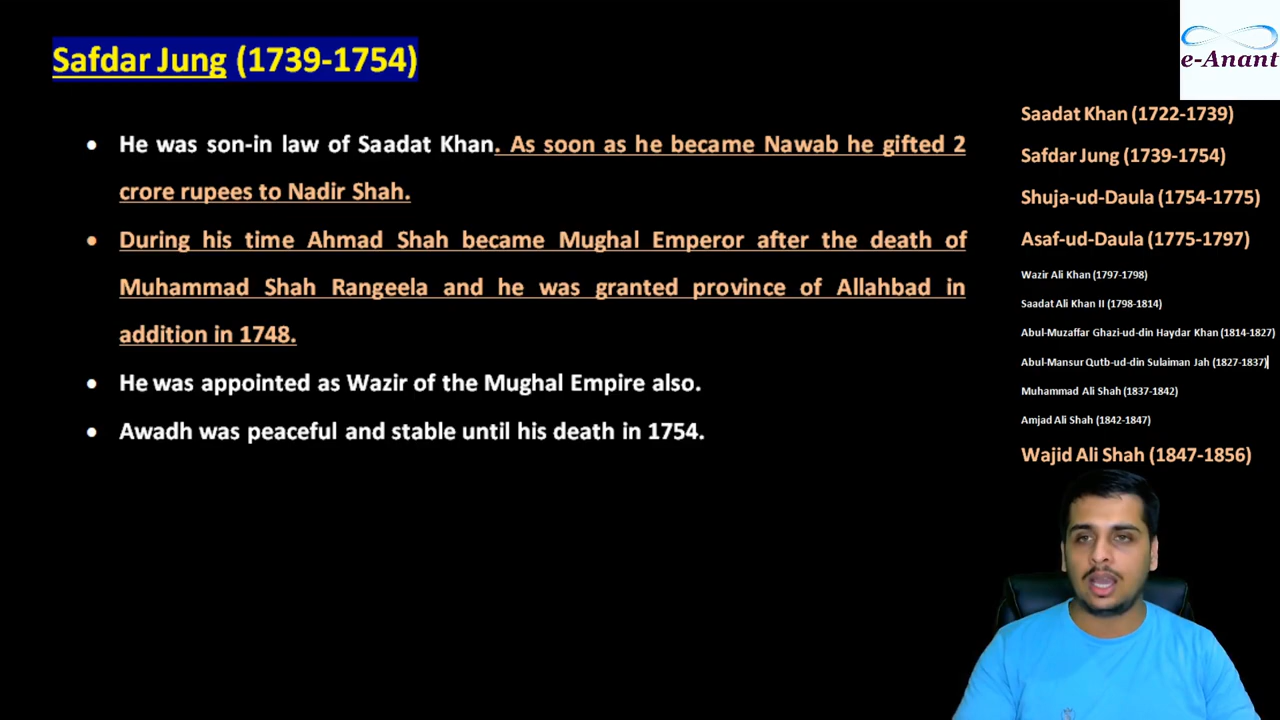 Safdar Jung (1739-1754)
e-Anant
• He was son-in law of Saadat Khan. As soon as he became Nawab he gifted 2
crore rupees to Nadir Shah.
• During his time Ahmad Shah became Mughal Emperor after the death of
Muhammad Shah Rangeela and he was granted province of Allahbad in
addition in 1748.
• He was appointed as Wazir of the Mughal Empire also.
• Awadh was peaceful and stable until his death in 1754.
Saadat Khan (1722-1739)
Safdar Jung (1739-1754)
Shuja-ud-Daula (1754-1775)
Asaf-ud-Daula (1775-1797)
Wazir Ali Khan (1797-1798)
Saadat Ali Khan II (1798-1814)
Abul-Muzaffar Ghazi-ud-din Haydar Khan (1814-1827)
Abul-Mansur Qutb-ud-din Sulaiman Jah (1827-1837)
Muhammad Ali Shah (1837-1842)
Amjad Ali Shah (1842-1847)
Wajid Ali Shah (1847-1856)